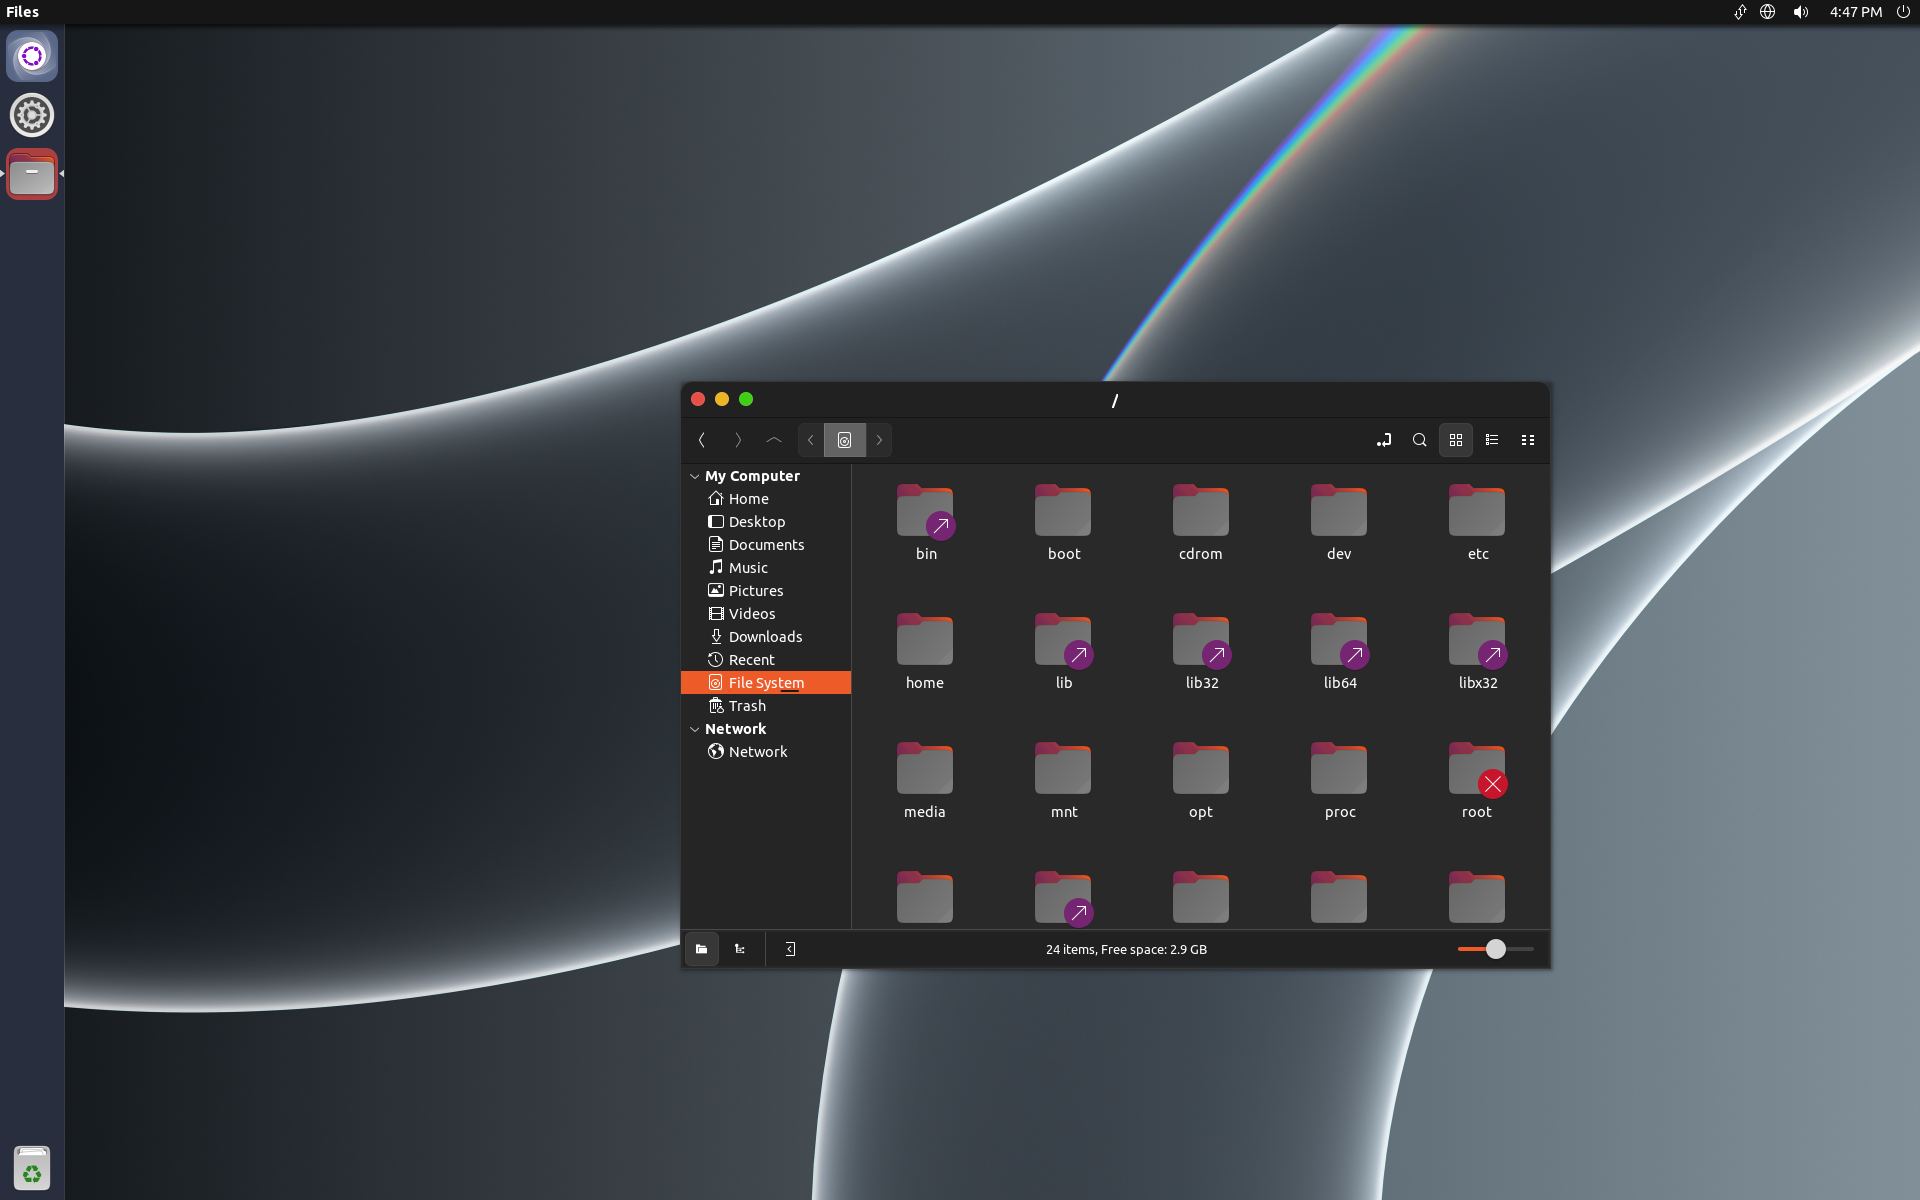 Files
4:47 PM
/
My Computer
Home
Desktop
Documents
Music
Pictures
Videos
Downloads
Recent
File System
Trash
Network
Network
bin
boot
cdrom
dev
etc
home
lib
lib32
lib64
libx32
media
mnt
opt
proc
root
24 items, Free space: 2.9 GB